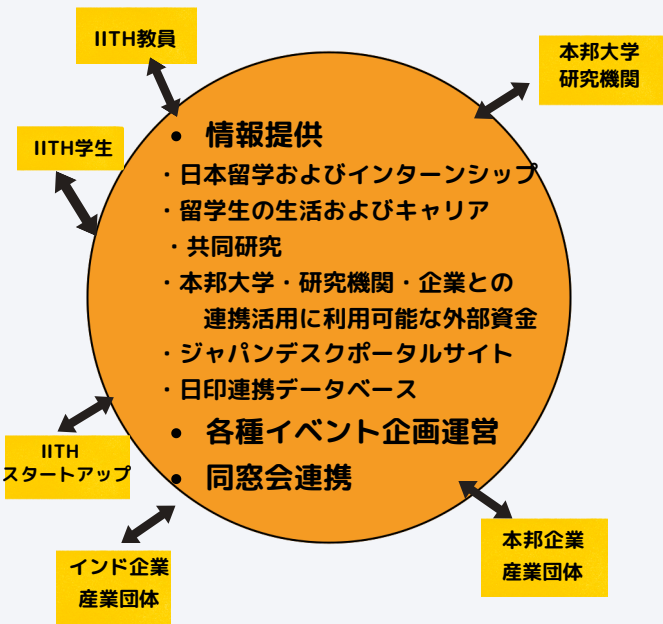 IITH教員
本邦大学
研究機関
IITH学生
• 情報提供
・日本留学およびインターンシップ
・留学生の生活およびキャリア
・共同研究
・本邦大学・研究機関・企業との
連携活用に利用可能な外部資金
・ジャパンデスクポータルサイト
・日印連携データベース
• 各種イベント企画運営
• 同窓会連携
IITH
スタートアップ
インド企業
産業団体
本邦企業
産業団体